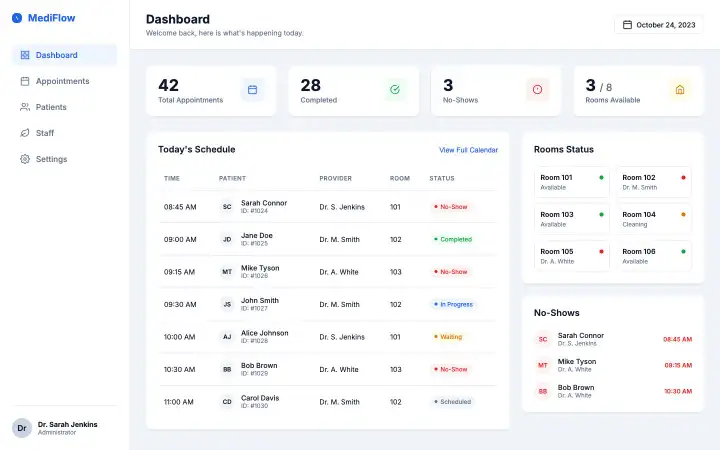 MediFlow
Dashboard
Appointments
Patients
Staff
Settings
Dr
Dr. Sarah Jenkins
Administrator
Dashboard
Welcome back, here is what's happening today.
October 24, 2023
42
Total Appointments
28
Completed
3
No-Shows
3 / 8
Rooms Available
Today's Schedule
View Full Calendar
TIME PATIENT PROVIDER ROOM STATUS
08:45 AM SC Sarah Connor Dr. S. Jenkins 101 No-Show
ID: #1024
09:00 AM JD Jane Doe Dr. M. Smith 102 Completed
ID: #1025
09:15 AM MT Mike Tyson Dr. A. White 103 No-Show
ID: #1026
09:30 AM JS John Smith Dr. M. Smith 102 In Progress
ID: #1027
10:00 AM AJ Alice Johnson Dr. S. Jenkins 101 Waiting
ID: #1028
10:30 AM BB Bob Brown Dr. A. White 103 No-Show
ID: #1029
11:00 AM CD Carol Davis Dr. M. Smith 102 Scheduled
ID: #1030
Rooms Status
Room 101
Available
Room 102
Dr. M. Smith
Room 103
Available
Room 104
Cleaning
Room 105
Dr. A. White
Room 106
Available
No-Shows
SC Sarah Connor 08:45 AM
Dr. S. Jenkins
MT Mike Tyson 09:15 AM
Dr. A. White
BB Bob Brown 10:30 AM
Dr. A. White